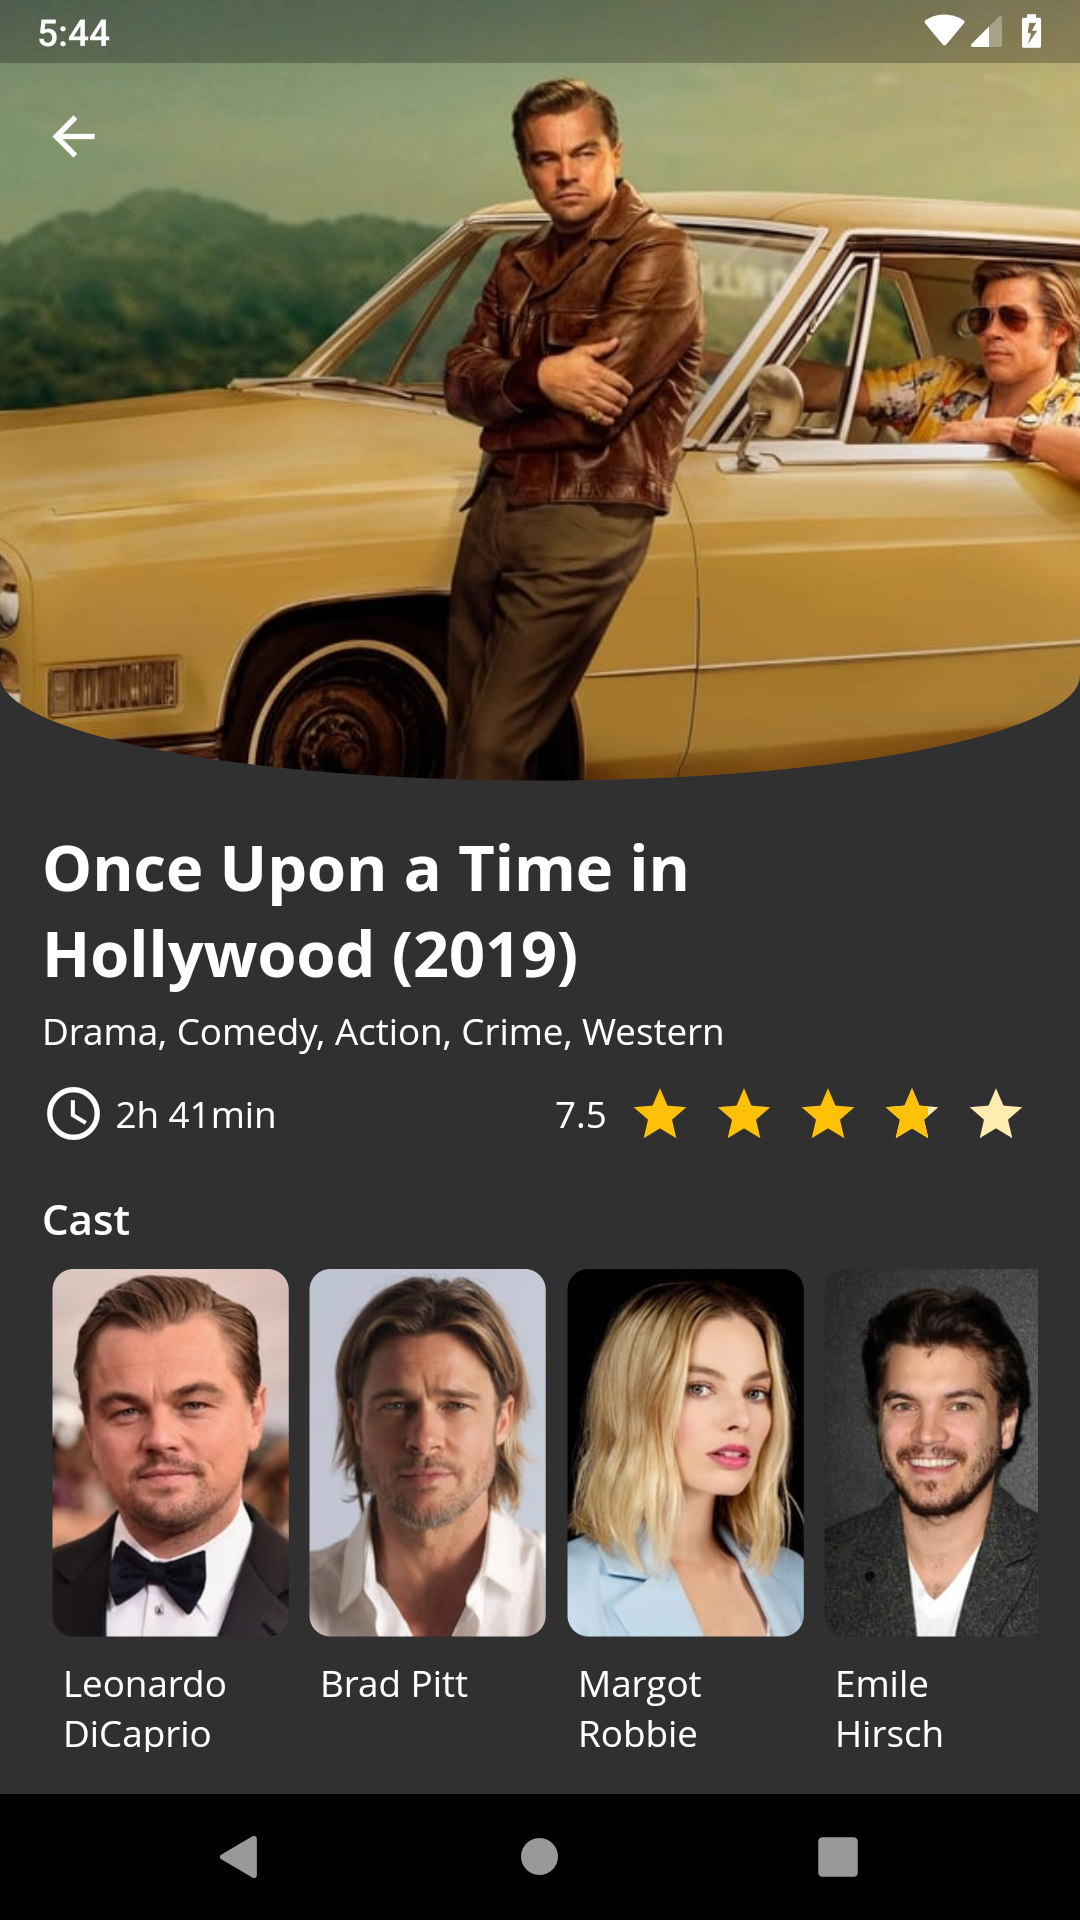 5:44
Once Upon a Time in
Hollywood (2019)
Drama, Comedy, Action, Crime, Western
2h 41min
7.5
Cast
Leonardo
DiCaprio
Brad Pitt
Margot
Robbie
Emile
Hirsch